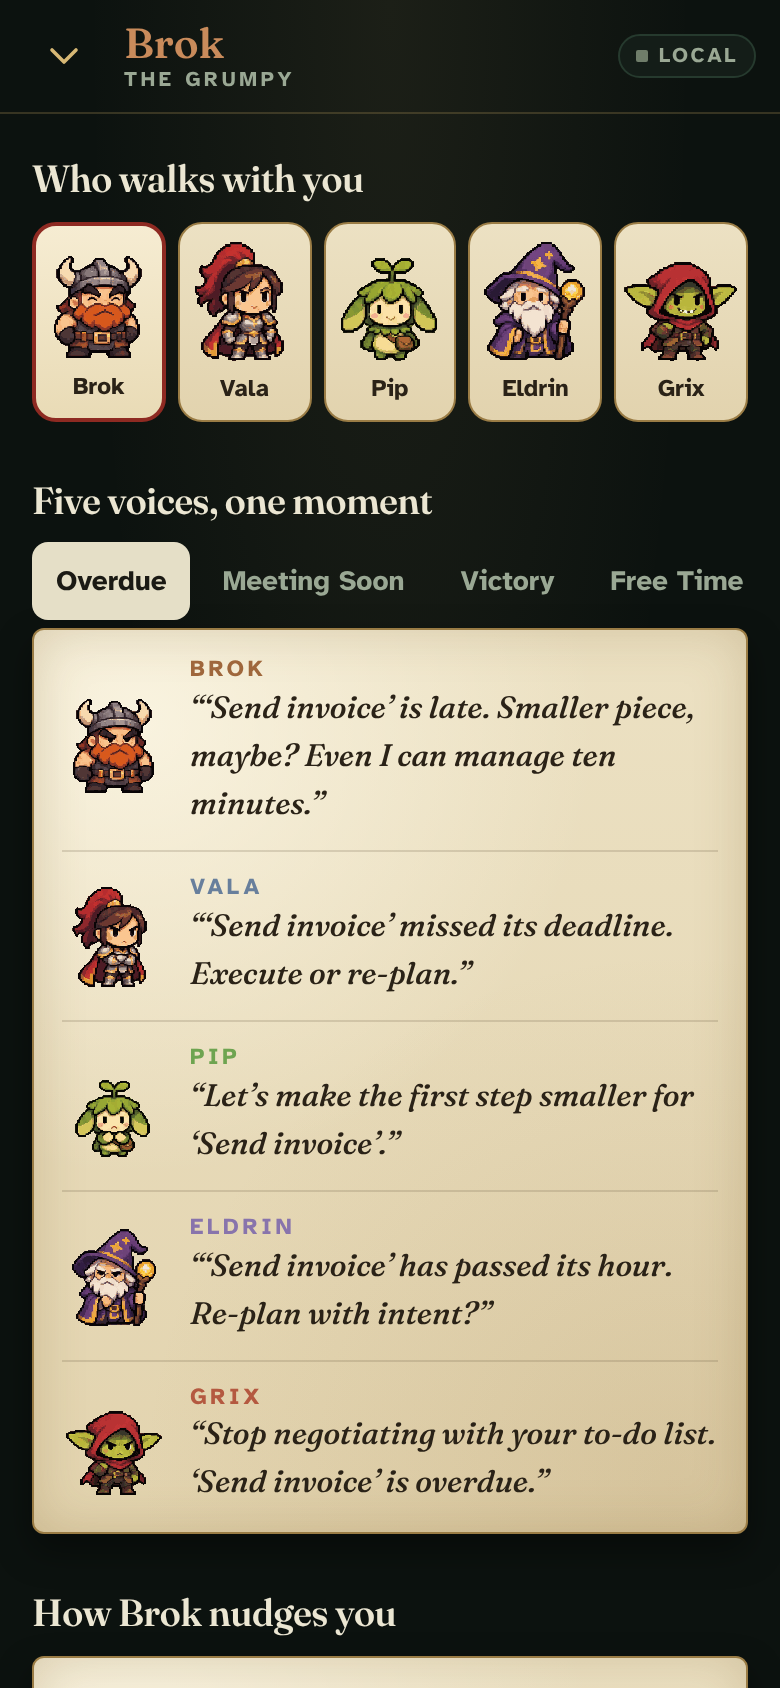 Brok
THE GRUMPY
LOCAL
Who walks with you
Brok
Vala
Pip
Eldrin
Grix
Five voices, one moment
Overdue
Meeting Soon
Victory
Free Time
BROK
“‘Send invoice’ is late. Smaller piece,
maybe? Even I can manage ten
minutes.”
VALA
“‘Send invoice’ missed its deadline.
Execute or re-plan.”
PIP
“Let’s make the first step smaller for
‘Send invoice’.”
ELDRIN
“‘Send invoice’ has passed its hour.
Re-plan with intent?”
GRIX
“Stop negotiating with your to-do list.
‘Send invoice’ is overdue.”
How Brok nudges you